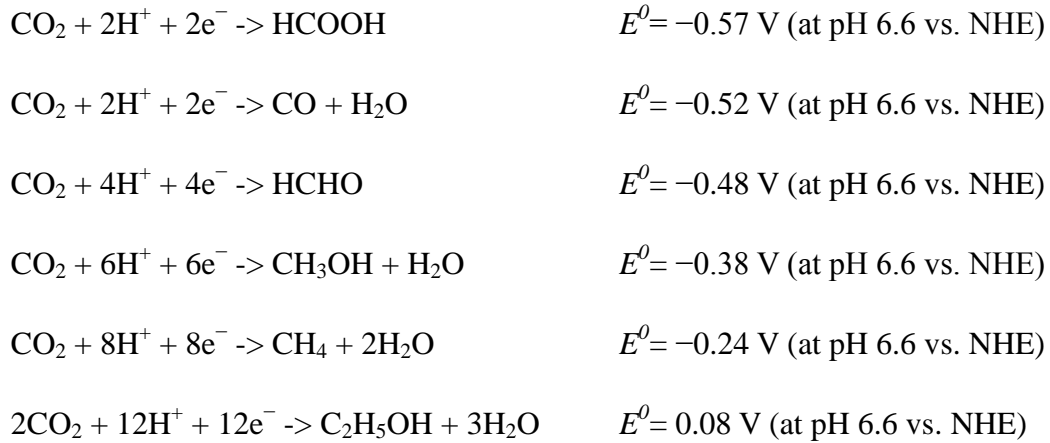 CO₂ + 2H⁺ + 2e⁻ -> HCOOH E⁰= −0.57 V (at pH 6.6 vs. NHE)
CO₂ + 2H⁺ + 2e⁻ -> CO + H₂O E⁰= −0.52 V (at pH 6.6 vs. NHE)
CO₂ + 4H⁺ + 4e⁻ -> HCHO E⁰= −0.48 V (at pH 6.6 vs. NHE)
CO₂ + 6H⁺ + 6e⁻ -> CH₃OH + H₂O E⁰= −0.38 V (at pH 6.6 vs. NHE)
CO₂ + 8H⁺ + 8e⁻ -> CH₄ + 2H₂O E⁰= −0.24 V (at pH 6.6 vs. NHE)
2CO₂ + 12H⁺ + 12e⁻ -> C₂H₅OH + 3H₂O E⁰= 0.08 V (at pH 6.6 vs. NHE)